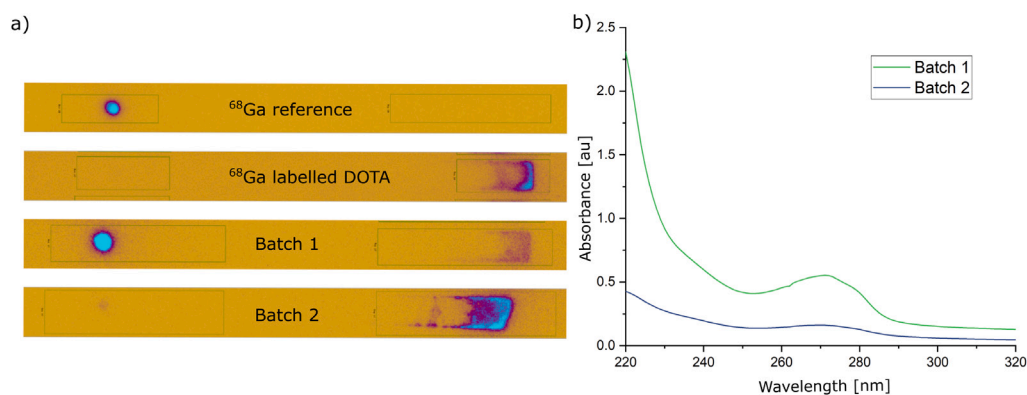 a)
⁶⁸Ga reference
⁶⁸Ga labelled DOTA
Batch 1
Batch 2
b)
Batch 1
Batch 2
Absorbance [au]
2.5
2.0
1.5
1.0
0.5
0.0
220
240
260
280
300
320
Wavelength [nm]